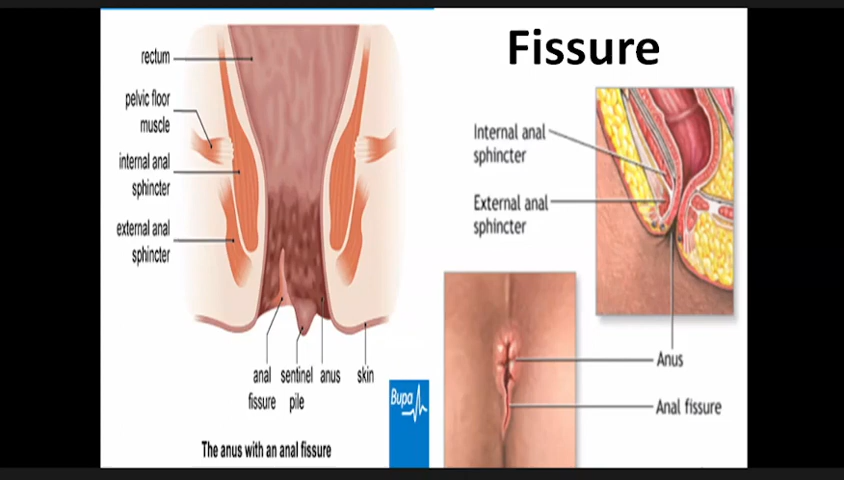 rectum
pelvic floor
muscle
internal anal
sphincter
external anal
sphincter
anal
fissure
sentinel
pile
anus
skin
Bupa
The anus with an anal fissure
Fissure
Internal anal
sphincter
External anal
sphincter
Anus
Anal fissure